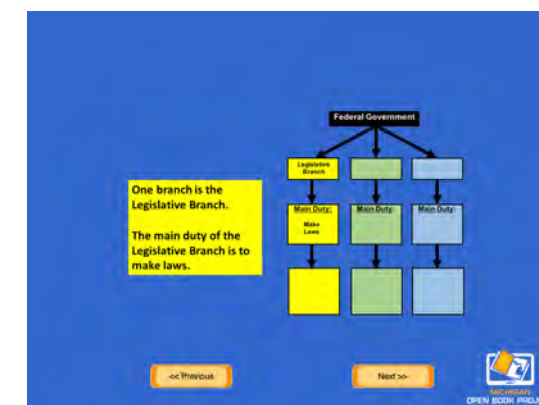 Federal Government
Legislative
Branch
One branch is the
Legislative Branch.
The main duty of the
Legislative Branch is to
make laws.
Main Duty:
Make
Laws
Main Duty:
Main Duty:
<< Previous
Next >>
MICHIGAN
OPEN BOOK PROJ